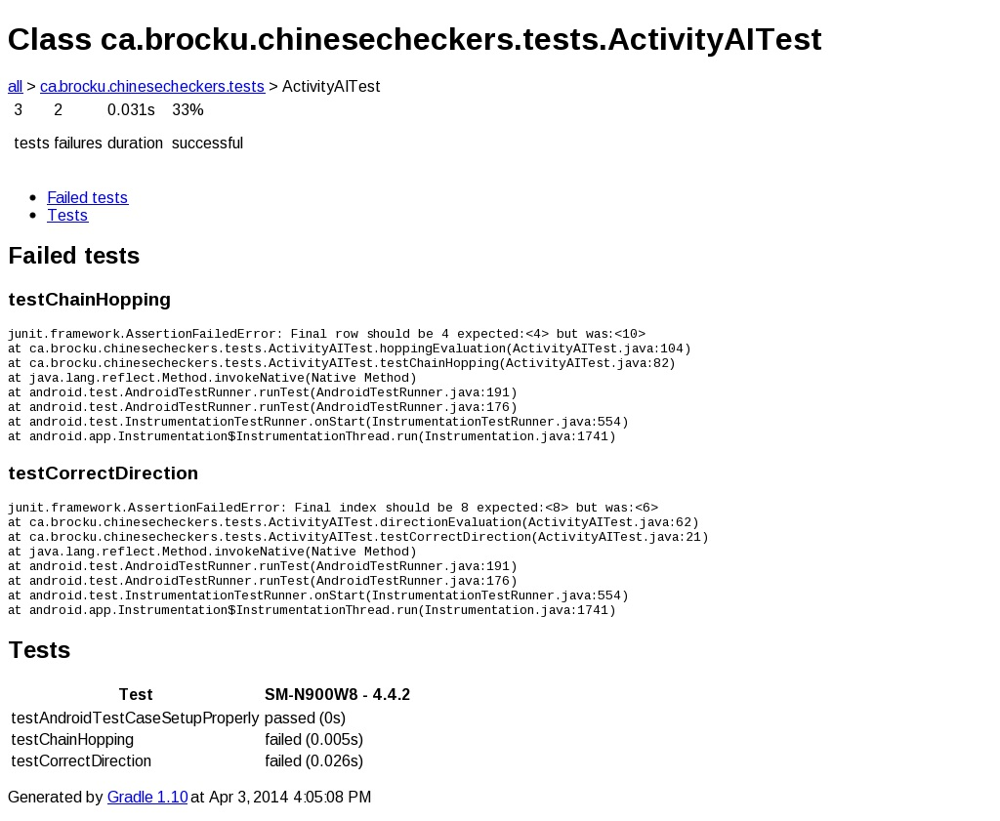 Class ca.brocku.chinesecheckers.tests.ActivityAITest
all > ca.brocku.chinesecheckers.tests > ActivityAITest
3 2 0.031s 33%
tests failures duration successful
• Failed tests
• Tests
Failed tests
testChainHopping
junit.framework.AssertionFailedError: Final row should be 4 expected:<4> but was:<10>
at ca.brocku.chinesecheckers.tests.ActivityAITest.hoppingEvaluation(ActivityAITest.java:104)
at ca.brocku.chinesecheckers.tests.ActivityAITest.testChainHopping(ActivityAITest.java:82)
at java.lang.reflect.Method.invokeNative(Native Method)
at android.test.AndroidTestRunner.runTest(AndroidTestRunner.java:191)
at android.test.AndroidTestRunner.runTest(AndroidTestRunner.java:176)
at android.test.InstrumentationTestRunner.onStart(InstrumentationTestRunner.java:554)
at android.app.Instrumentation$InstrumentationThread.run(Instrumentation.java:1741)
testCorrectDirection
junit.framework.AssertionFailedError: Final index should be 8 expected:<8> but was:<6>
at ca.brocku.chinesecheckers.tests.ActivityAITest.directionEvaluation(ActivityAITest.java:62)
at ca.brocku.chinesecheckers.tests.ActivityAITest.testCorrectDirection(ActivityAITest.java:21)
at java.lang.reflect.Method.invokeNative(Native Method)
at android.test.AndroidTestRunner.runTest(AndroidTestRunner.java:191)
at android.test.AndroidTestRunner.runTest(AndroidTestRunner.java:176)
at android.test.InstrumentationTestRunner.onStart(InstrumentationTestRunner.java:554)
at android.app.Instrumentation$InstrumentationThread.run(Instrumentation.java:1741)
Tests
Test SM-N900W8 - 4.4.2
testAndroidTestCaseSetupProperly passed (0s)
testChainHopping failed (0.005s)
testCorrectDirection failed (0.026s)
Generated by Gradle 1.10 at Apr 3, 2014 4:05:08 PM